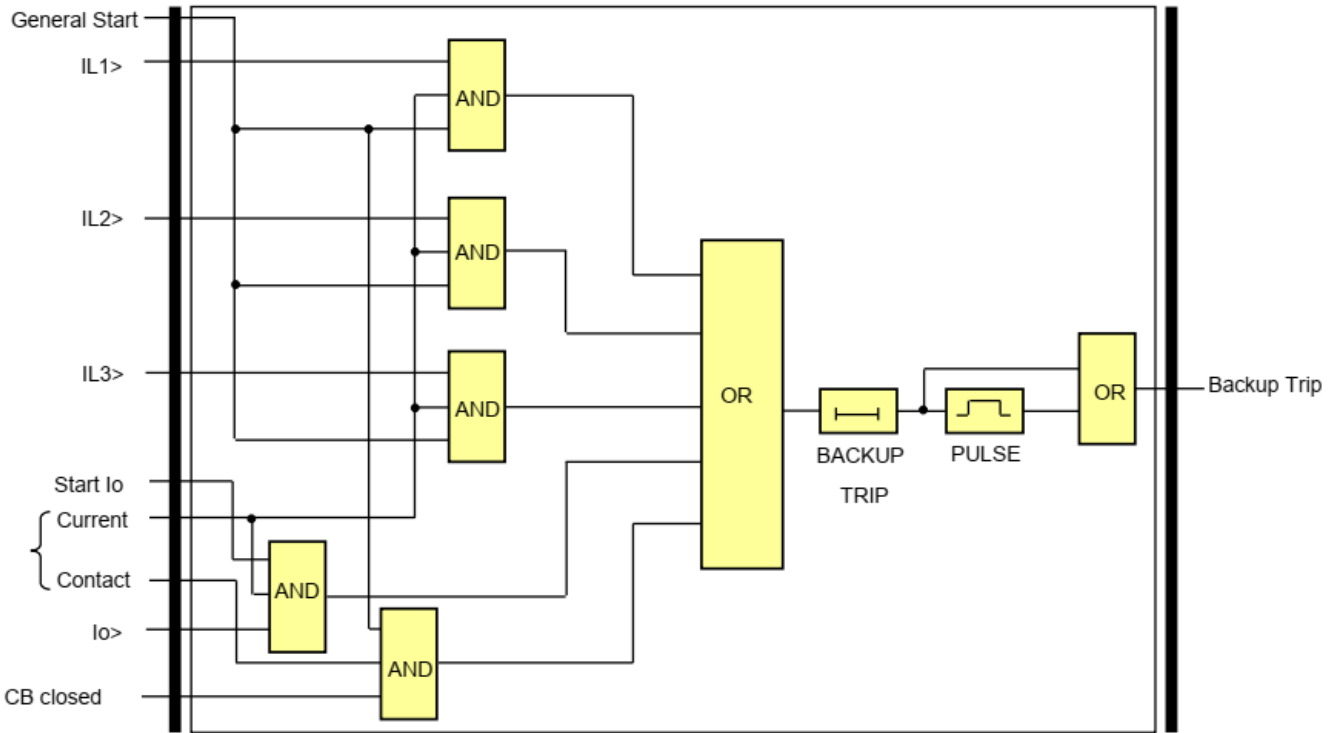 General Start
IL1>
AND
IL2>
AND
IL3>
AND
OR
OR
Backup Trip
BACKUP
TRIP
PULSE
Start Io
Current
Contact
AND
Io>
AND
CB closed